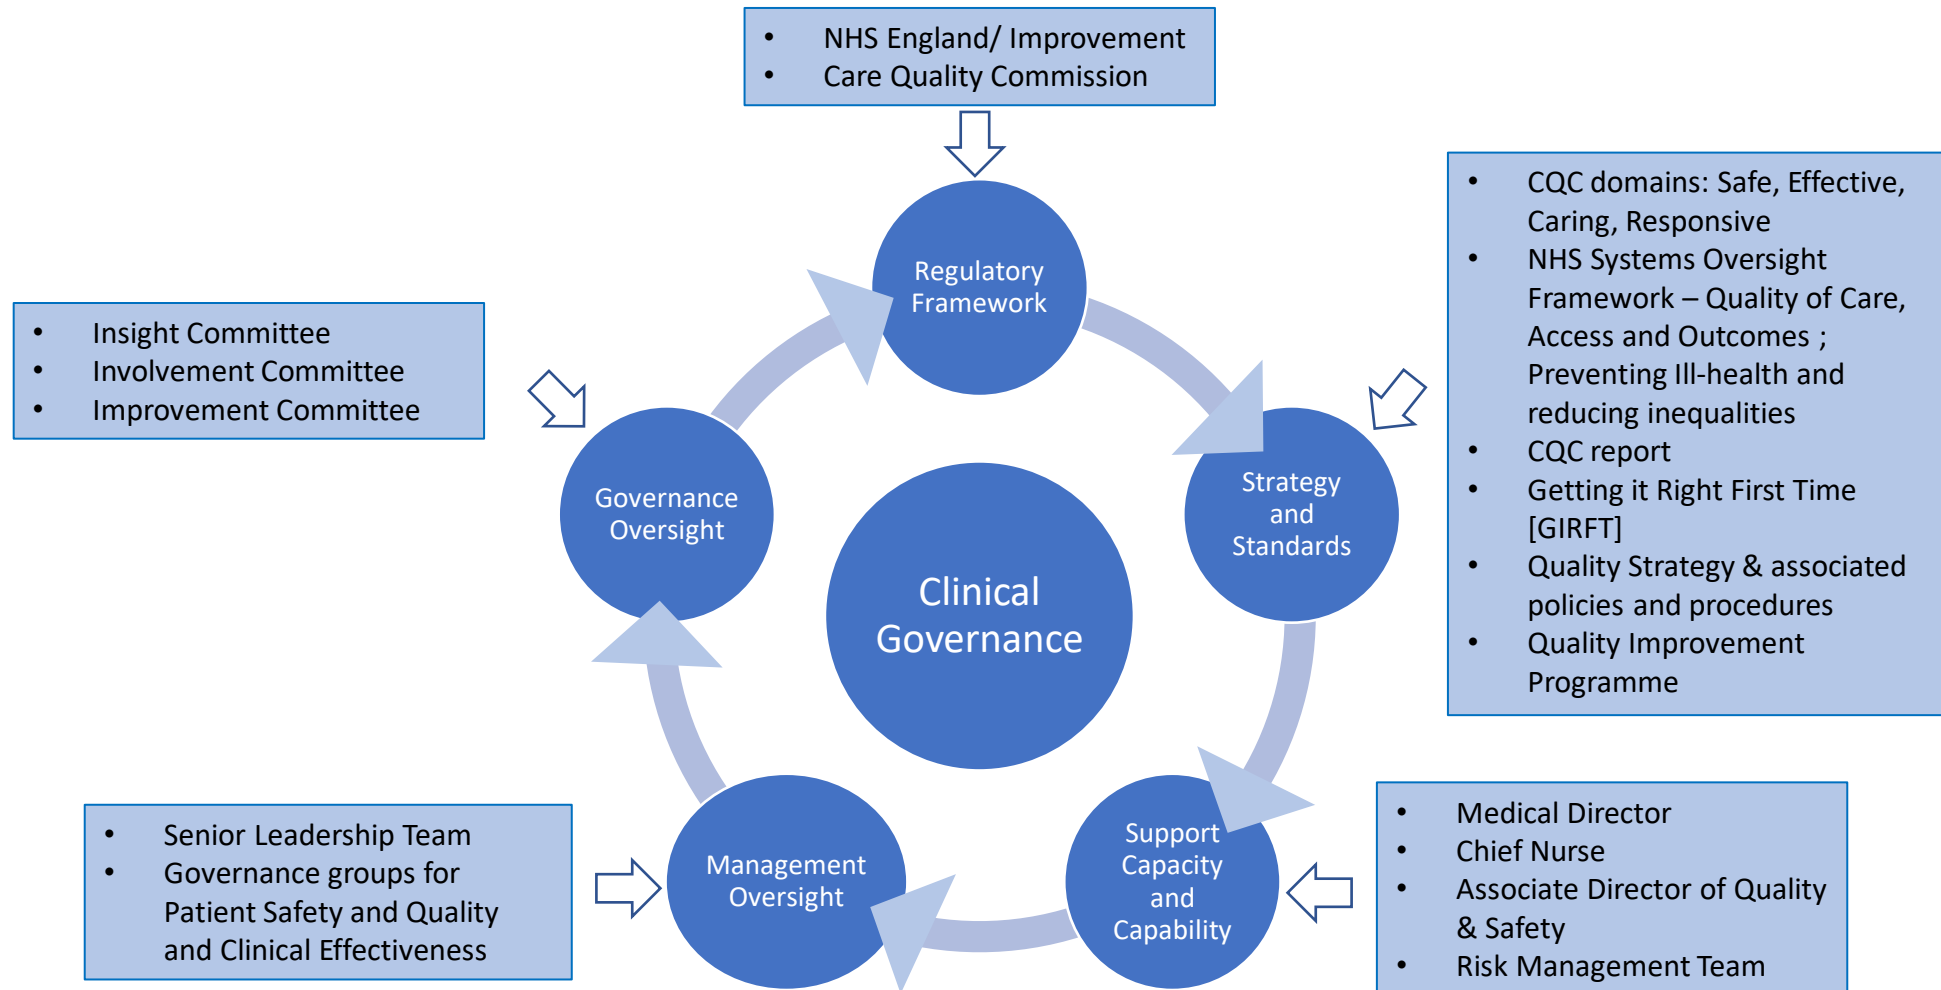 • NHS England/ Improvement
• Care Quality Commission
Regulatory
Framework
• CQC domains: Safe, Effective,
Caring, Responsive
• NHS Systems Oversight
Framework – Quality of Care,
Access and Outcomes ;
Preventing Ill-health and
reducing inequalities
• CQC report
• Getting it Right First Time
[GIRFT]
• Quality Strategy & associated
policies and procedures
• Quality Improvement
Programme
Strategy
and
Standards
• Insight Committee
• Involvement Committee
• Improvement Committee
Governance
Oversight
Clinical
Governance
• Senior Leadership Team
• Governance groups for
Patient Safety and Quality
and Clinical Effectiveness
Management
Oversight
Support
Capacity
and
Capability
• Medical Director
• Chief Nurse
• Associate Director of Quality
& Safety
• Risk Management Team